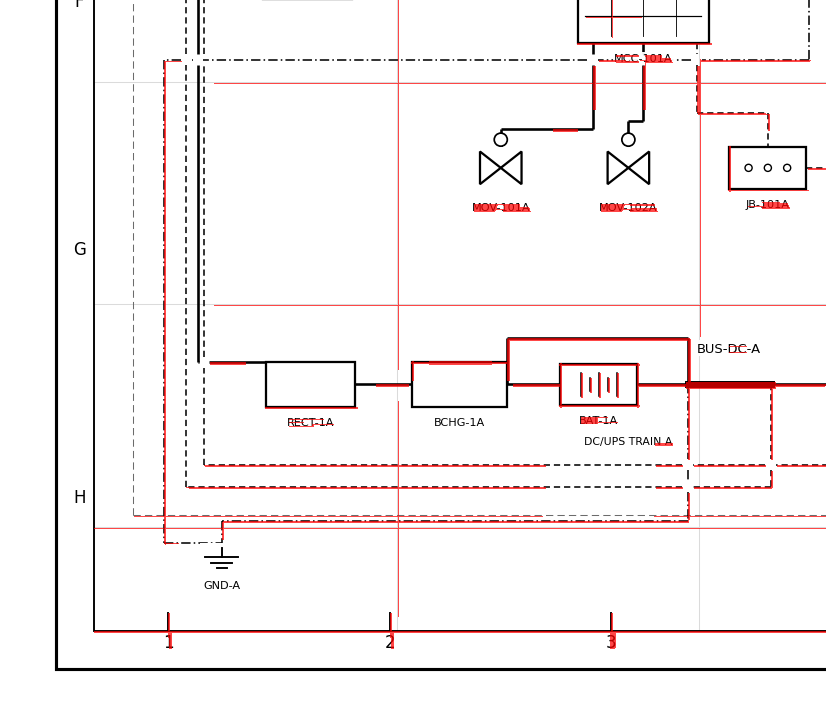 MCC-101A
MOV-101A MOV-102A JB-101A
G
BUS-DC-A
RECT-1A BCHG-1A BAT-1A
DC/UPS TRAIN A
H
GND-A
1 2 3